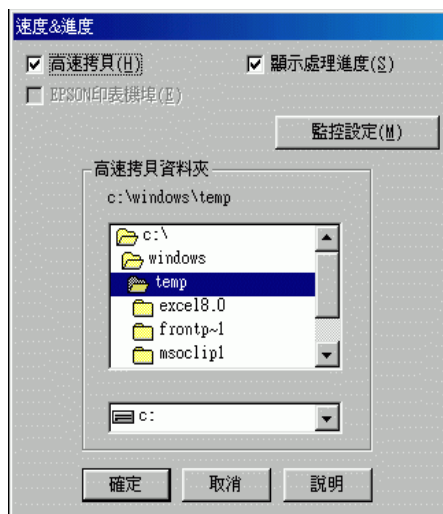 速度&進度
高速拷貝(H) 顯示處理進度(S)
EPSON印表機埠(E)
監控設定(M)
高速拷貝資料夾
c:\windows\temp
c:\
windows
temp
excel8.0
frontp~1
msoclip1
c:
確定 取消 說明